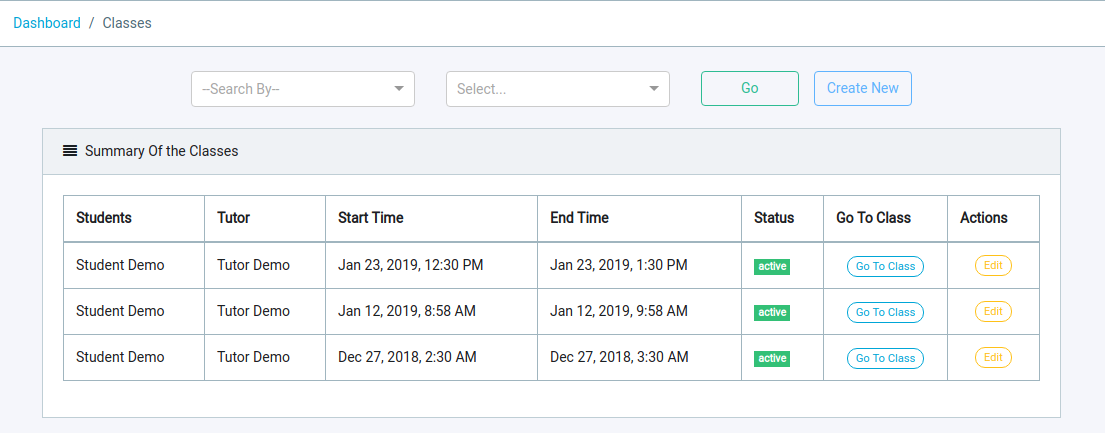 Dashboard / Classes
--Search By-- Select... Go Create New
Summary Of the Classes
Students Tutor Start Time End Time Status Go To Class Actions
Student Demo Tutor Demo Jan 23, 2019, 12:30 PM Jan 23, 2019, 1:30 PM active Go To Class Edit
Student Demo Tutor Demo Jan 12, 2019, 8:58 AM Jan 12, 2019, 9:58 AM active Go To Class Edit
Student Demo Tutor Demo Dec 27, 2018, 2:30 AM Dec 27, 2018, 3:30 AM active Go To Class Edit